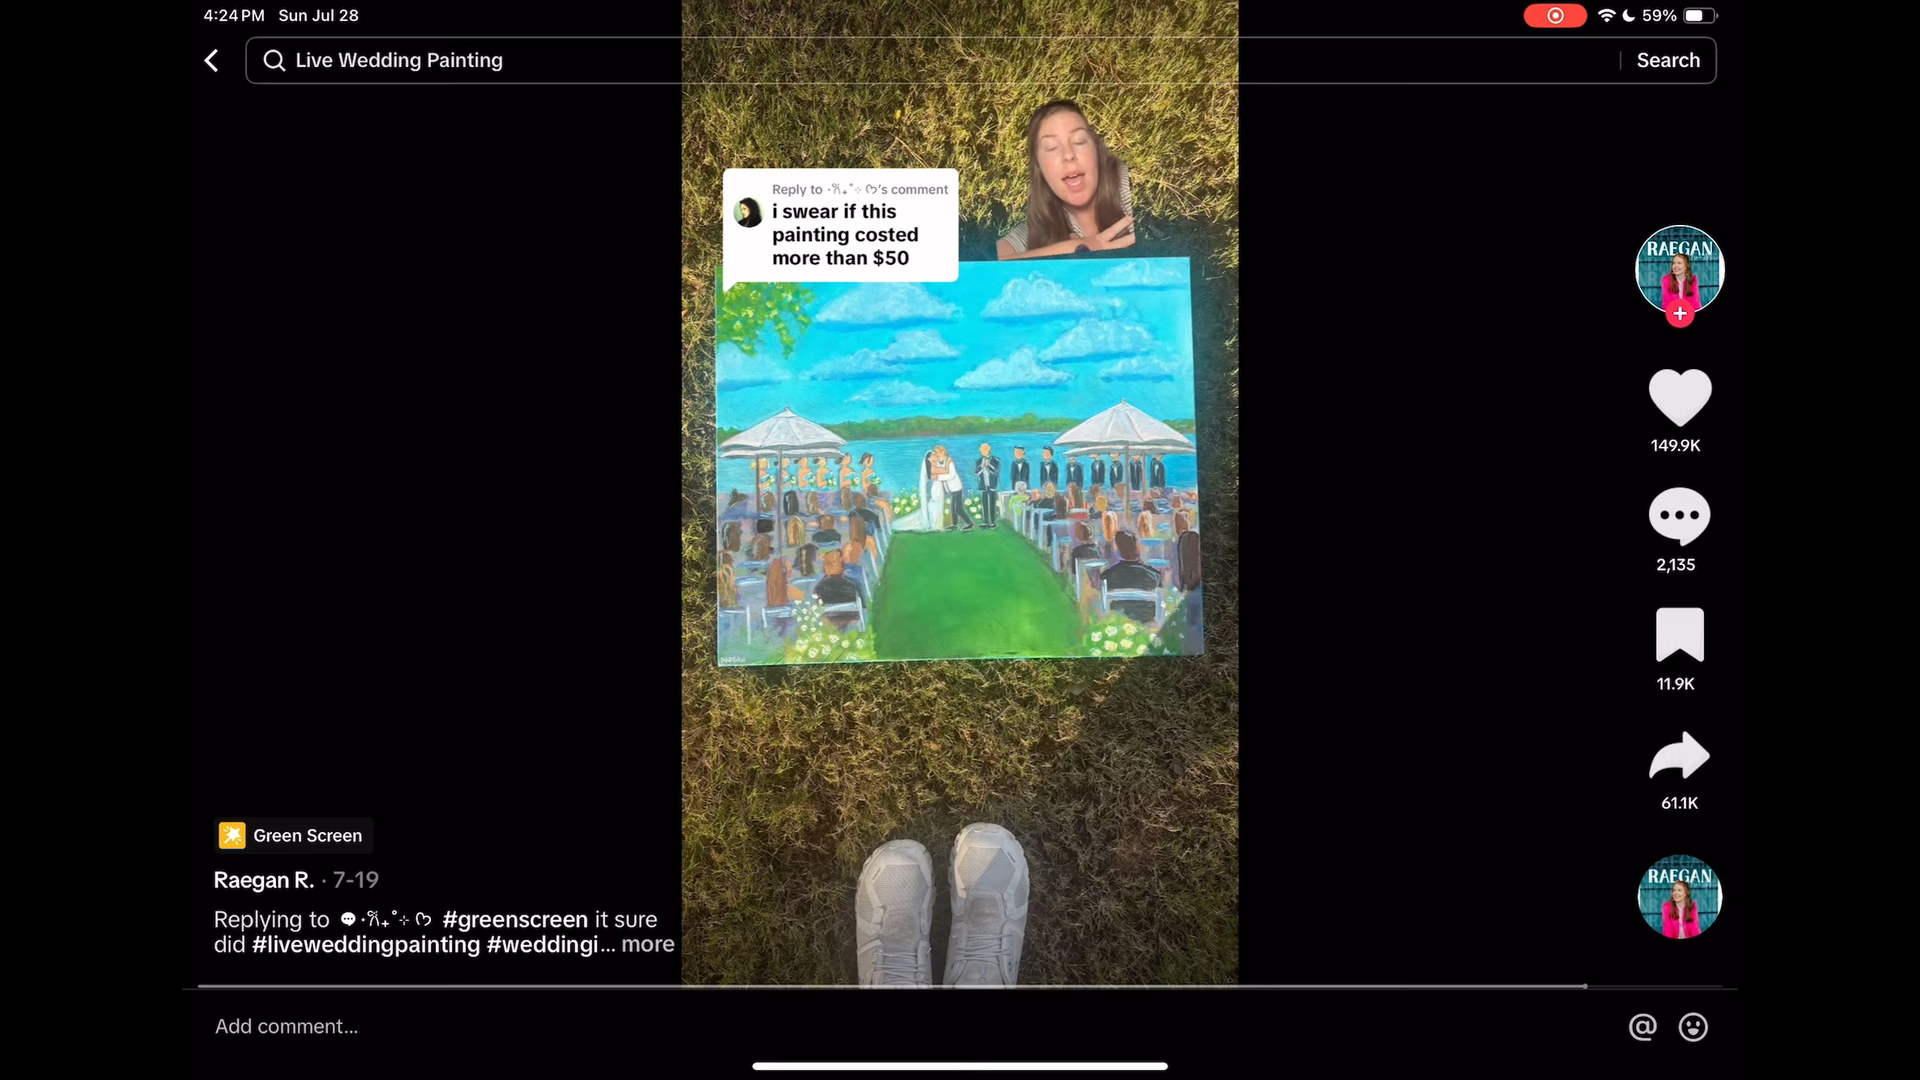 4:24 PM Sun Jul 28
59%
Live Wedding Painting
Search
Reply to ·𐙚₊˚⊹ ᰔ's comment
i swear if this
painting costed
more than $50
RAEGAN
149.9K
2,135
11.9K
61.1K
RAEGAN
Green Screen
Raegan R. · 7-19
Replying to 💬·𐙚₊˚⊹ ᰔ #greenscreen it sure
did #liveweddingpainting #weddingi... more
Add comment...
@